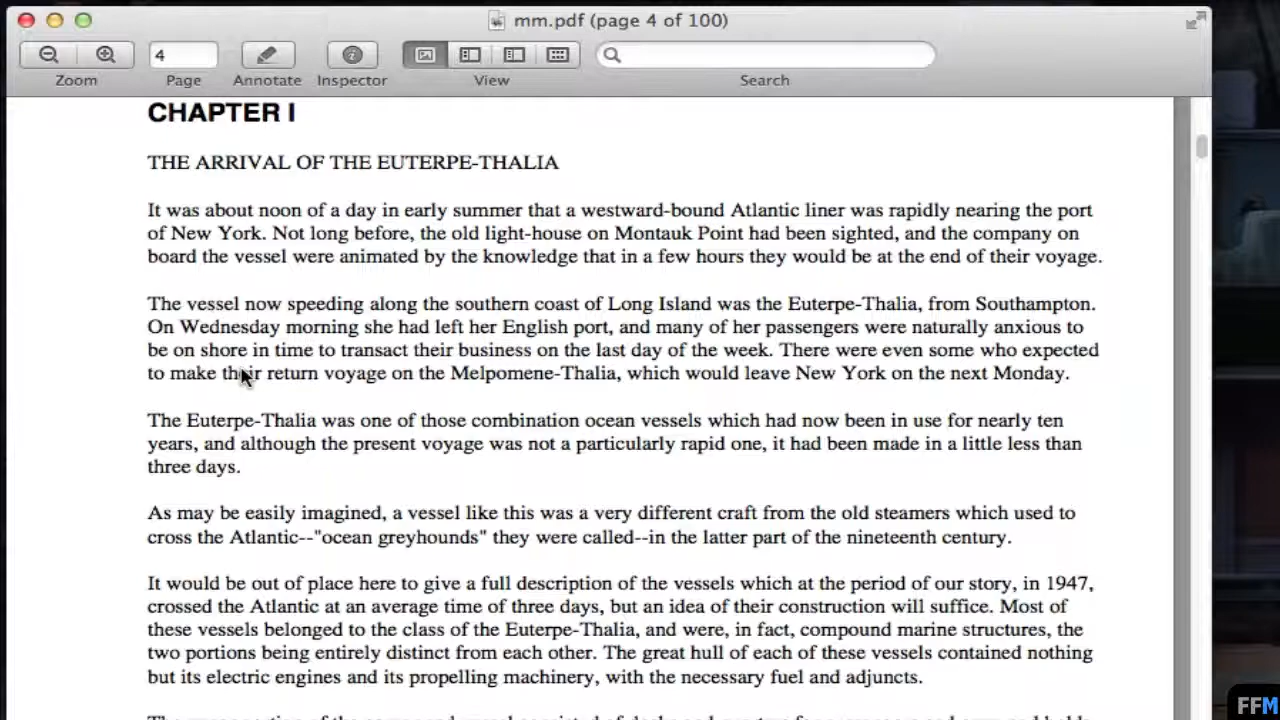 mm.pdf (page 4 of 100)
4
Zoom Page Annotate Inspector View Search
CHAPTER I
THE ARRIVAL OF THE EUTERPE-THALIA
It was about noon of a day in early summer that a westward-bound Atlantic liner was rapidly nearing the port
of New York. Not long before, the old light-house on Montauk Point had been sighted, and the company on
board the vessel were animated by the knowledge that in a few hours they would be at the end of their voyage.
The vessel now speeding along the southern coast of Long Island was the Euterpe-Thalia, from Southampton.
On Wednesday morning she had left her English port, and many of her passengers were naturally anxious to
be on shore in time to transact their business on the last day of the week. There were even some who expected
to make their return voyage on the Melpomene-Thalia, which would leave New York on the next Monday.
The Euterpe-Thalia was one of those combination ocean vessels which had now been in use for nearly ten
years, and although the present voyage was not a particularly rapid one, it had been made in a little less than
three days.
As may be easily imagined, a vessel like this was a very different craft from the old steamers which used to
cross the Atlantic--"ocean greyhounds" they were called--in the latter part of the nineteenth century.
It would be out of place here to give a full description of the vessels which at the period of our story, in 1947,
crossed the Atlantic at an average time of three days, but an idea of their construction will suffice. Most of
these vessels belonged to the class of the Euterpe-Thalia, and were, in fact, compound marine structures, the
two portions being entirely distinct from each other. The great hull of each of these vessels contained nothing
but its electric engines and its propelling machinery, with the necessary fuel and adjuncts.
FFM